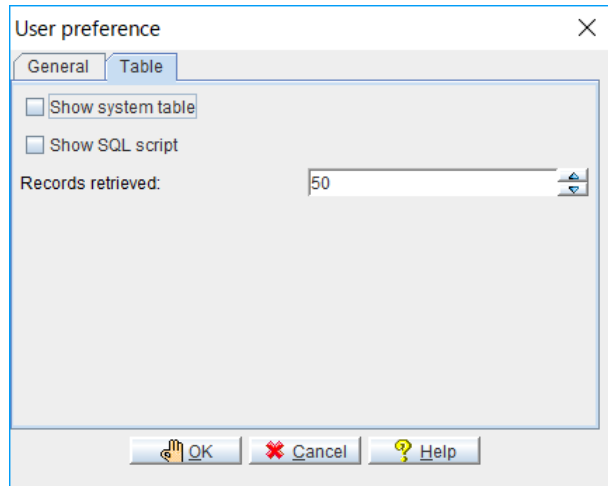 User preference
General Table
Show system table
Show SQL script
Records retrieved: 50
OK Cancel Help